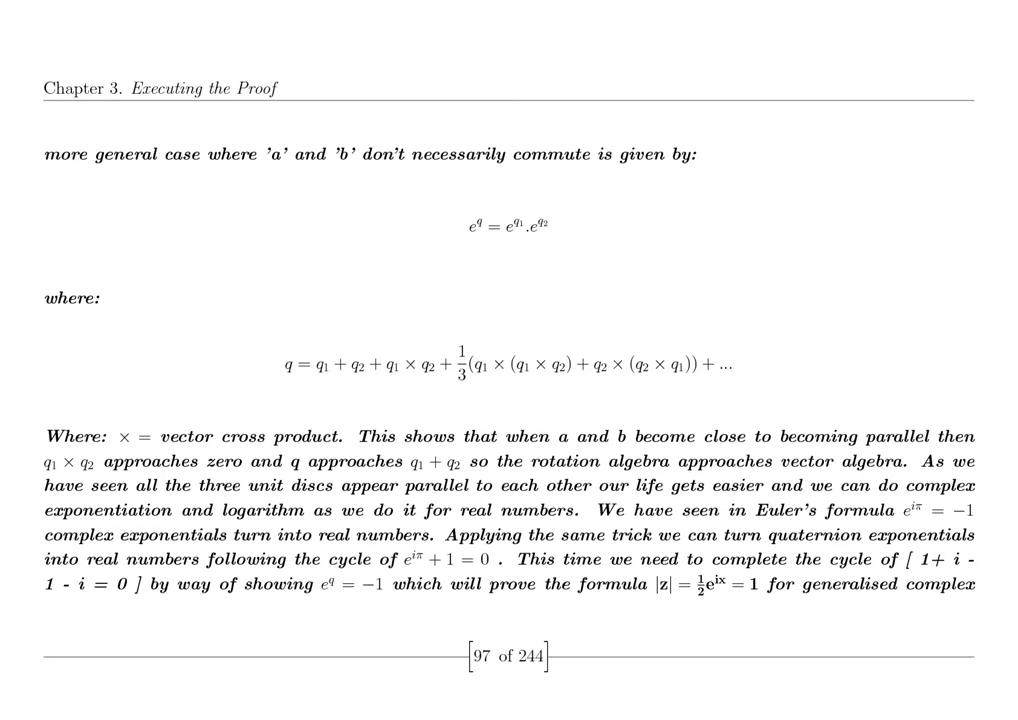 Chapter 3. Executing the Proof
more general case where 'a' and 'b' don't necessarily commute is given by:
e^q = e^{q_1}.e^{q_2}
where:
q = q_1 + q_2 + q_1 × q_2 + \frac{1}{3}(q_1 × (q_1 × q_2) + q_2 × (q_2 × q_1)) + ...
Where: × = vector cross product. This shows that when a and b become close to becoming parallel then
q_1 × q_2 approaches zero and q approaches q_1 + q_2 so the rotation algebra approaches vector algebra. As we
have seen all the three unit discs appear parallel to each other our life gets easier and we can do complex
exponentiation and logarithm as we do it for real numbers. We have seen in Euler's formula e^{iπ} = −1
complex exponentials turn into real numbers. Applying the same trick we can turn quaternion exponentials
into real numbers following the cycle of e^{iπ} + 1 = 0 . This time we need to complete the cycle of [ 1+ i -
1 - i = 0 ] by way of showing e^q = −1 which will prove the formula |z| = \frac{1}{2}e^{ix} = 1 for generalised complex
97 of 244